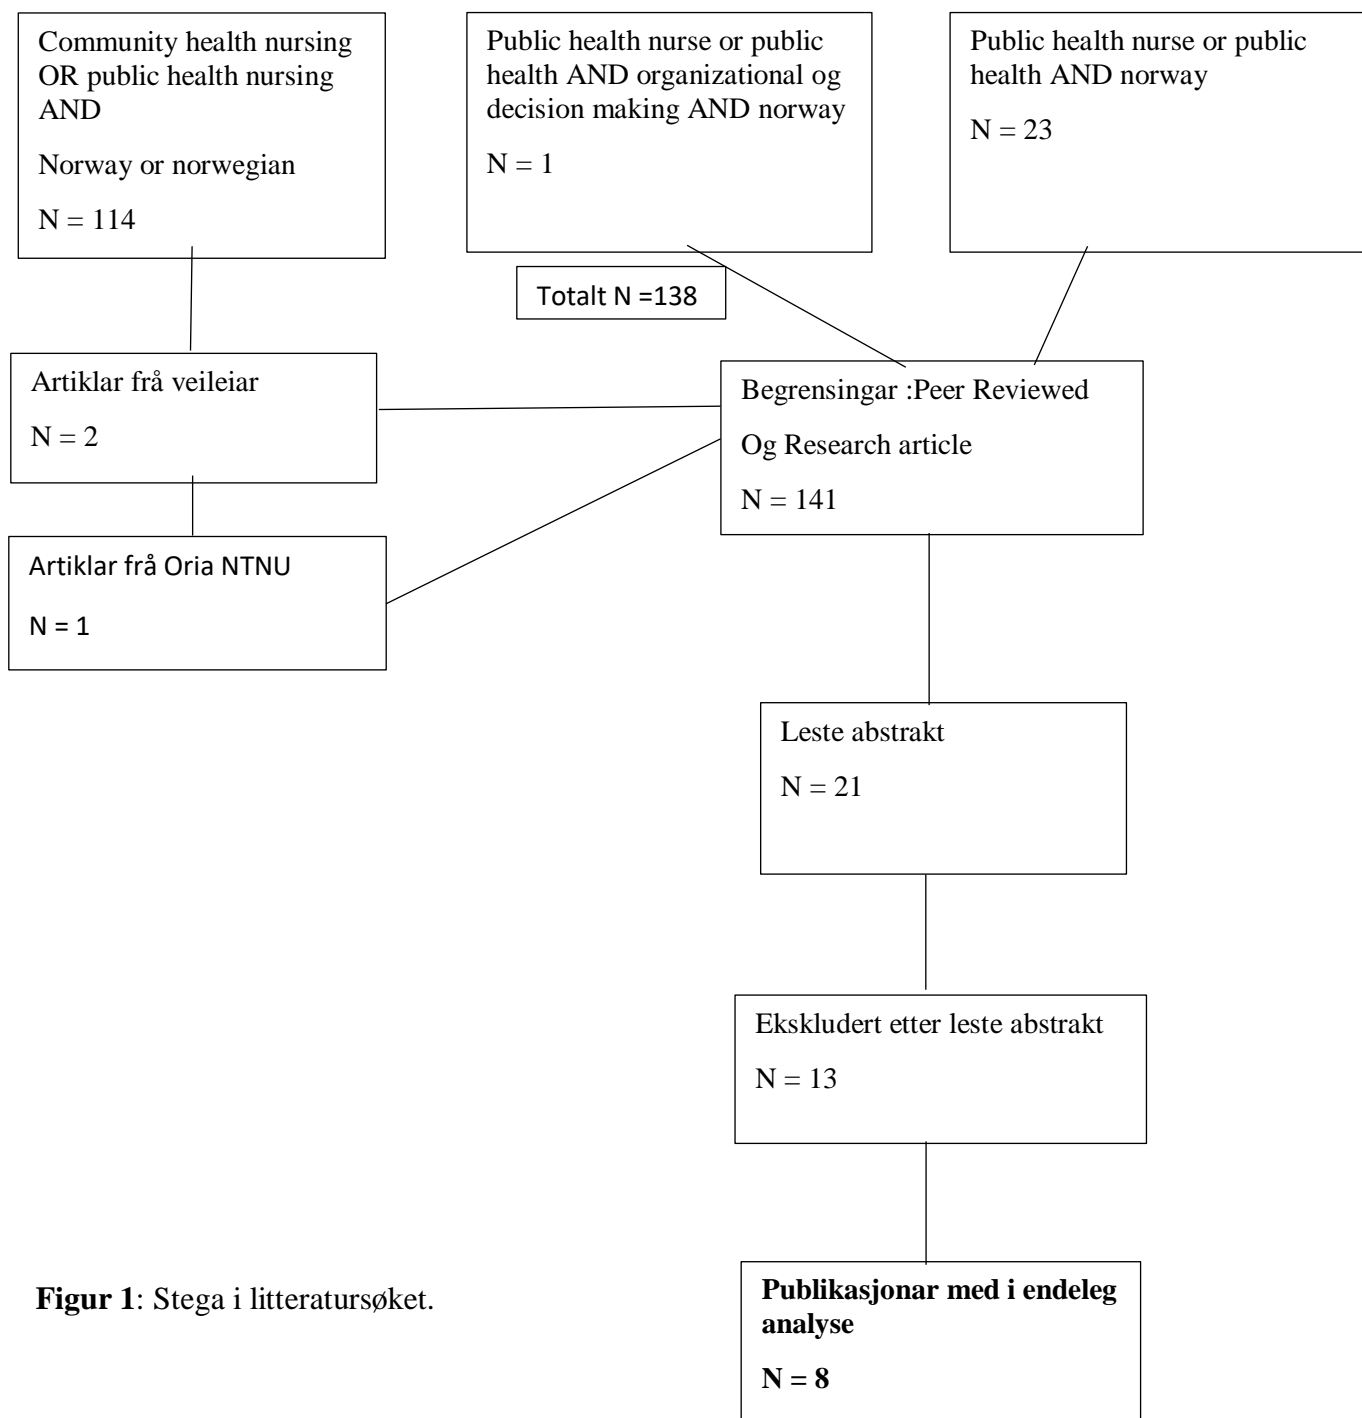 Community health nursing
OR public health nursing
AND
Norway or norwegian
N = 114
Public health nurse or public
health AND organizational og
decision making AND norway
N = 1
Public health nurse or public
health AND norway
N = 23
Totalt N =138
Artiklar frå veileiar
N = 2
Begrensingar :Peer Reviewed
Og Research article
N = 141
Artiklar frå Oria NTNU
N = 1
Leste abstrakt
N = 21
Ekskludert etter leste abstrakt
N = 13
Publikasjonar med i endeleg
analyse
N = 8
Figur 1: Stega i litteratursøket.